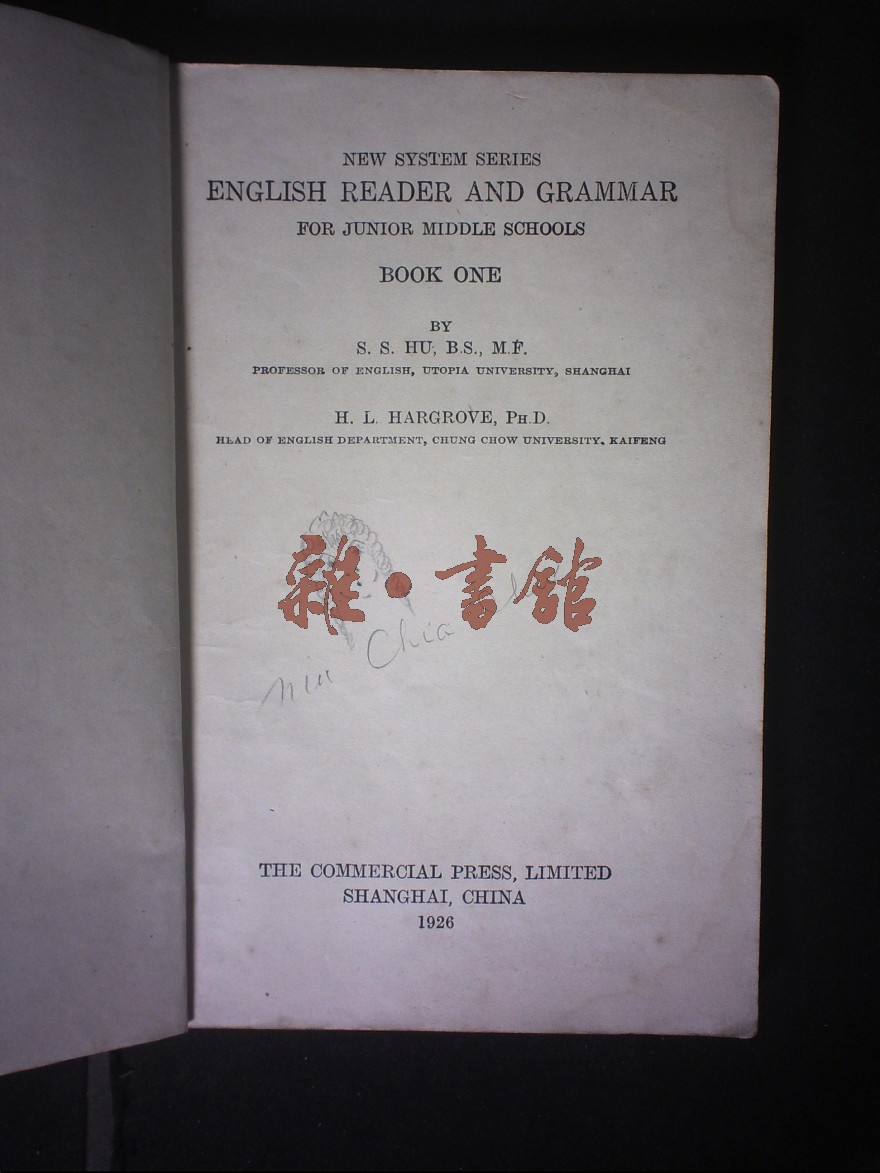 NEW SYSTEM SERIES
ENGLISH READER AND GRAMMAR
FOR JUNIOR MIDDLE SCHOOLS
BOOK ONE
BY
S. S. HU, B.S., M.F.
PROFESSOR OF ENGLISH, UTOPIA UNIVERSITY, SHANGHAI
H. L. HARGROVE, PH.D.
HEAD OF ENGLISH DEPARTMENT, CHUNG CHOW UNIVERSITY, KAIFENG
雜·書館
Chia
THE COMMERCIAL PRESS, LIMITED
SHANGHAI, CHINA
1926